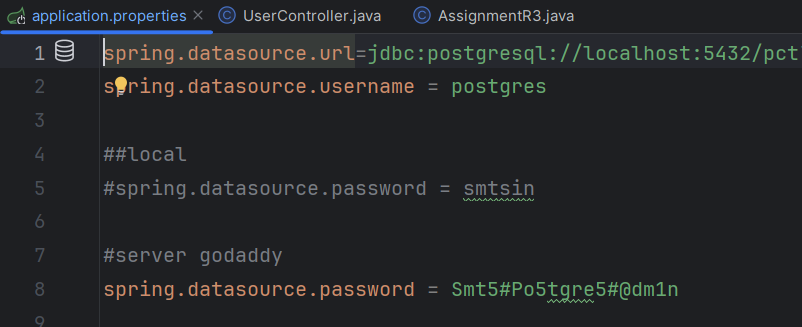 application.properties UserController.java AssignmentR3.java
1 spring.datasource.url=jdbc:postgresql://localhost:5432/pct
2 spring.datasource.username = postgres
3
4 ##local
5 #spring.datasource.password = smtsin
6
7 #server godaddy
8 spring.datasource.password = Smt5#Po5tgre5#@dm1n
9